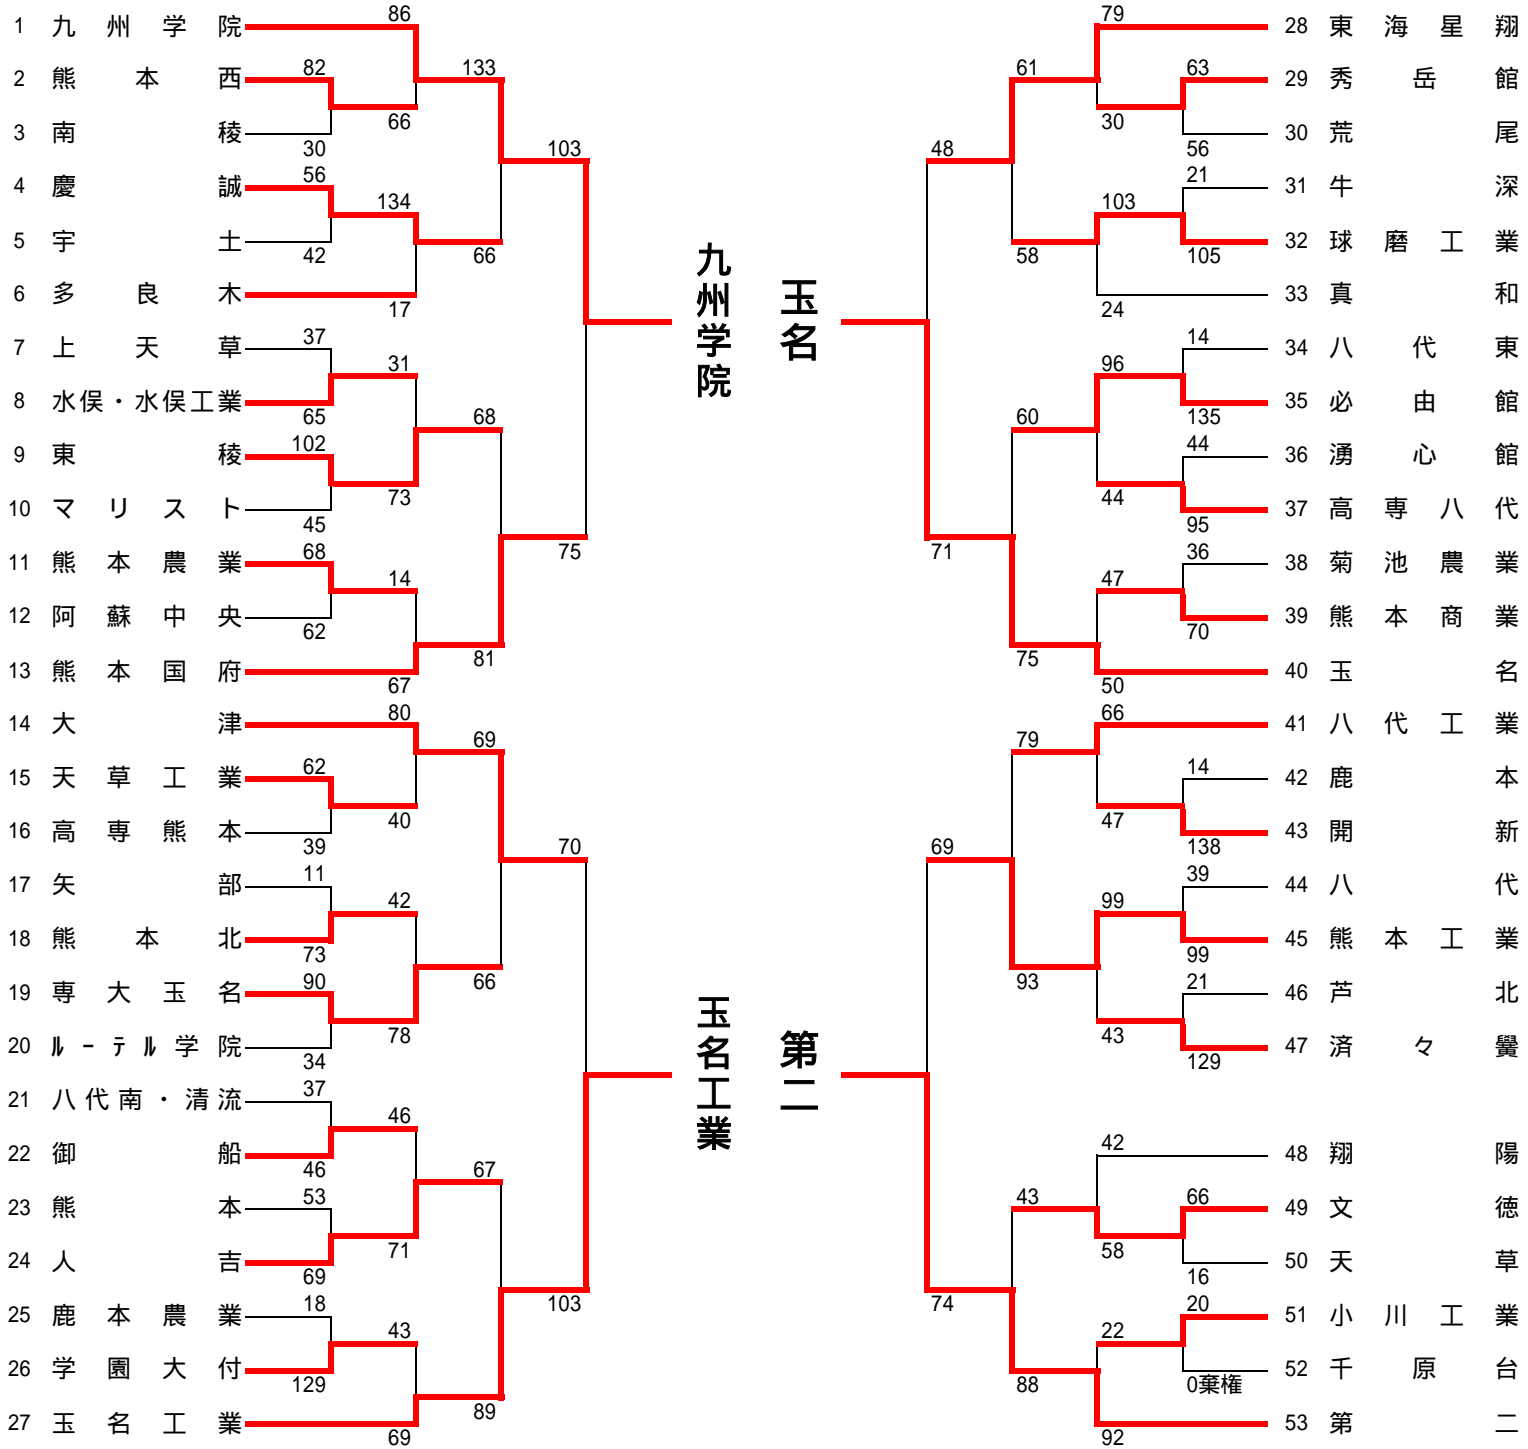 1 九州学院 86
2 熊本西 82
133
66
3 南稜 30
103
4 慶誠 56
134
5 宇土 42
66
6 多良木 17
7 上天草 37
31
8 水俣・水俣工業 65
68
9 東稜 102
73
10 マリスト 45
75
11 熊本農業 68
14
12 阿蘇中央 62
81
13 熊本国府 67
14 大津 80
69
15 天草工業 62
40
16 高専熊本 39
70
17 矢部 11
42
18 熊本北 73
66
19 専大玉名 90
78
20 ルーテル学院 34
21 八代南・清流 37
46
22 御船 46
67
23 熊本 53
71
24 人吉 69
103
25 鹿本農業 18
43
26 学園大付 129
89
27 玉名工業 69
九州学院
玉名工業
玉名
第二
79 28 東海星翔
61
63 29 秀岳館
30
56 30 荒尾
48
21 31 牛深
103
105 32 球磨工業
58
24 33 真和
14 34 八代東
96
135 35 必由館
60
44 36 湧心館
44
95 37 高専八代
71
36 38 菊池農業
47
70 39 熊本商業
75
50 40 玉名
66 41 八代工業
79
14 42 鹿本
47
138 43 開新
69
39 44 八代
99
99 45 熊本工業
93
21 46 芦北
43
129 47 済々黌
42 48 翔陽
43
66 49 文徳
58
16 50 天草
74
20 51 小川工業
22
0棄権 52 千原台
88
92 53 第二